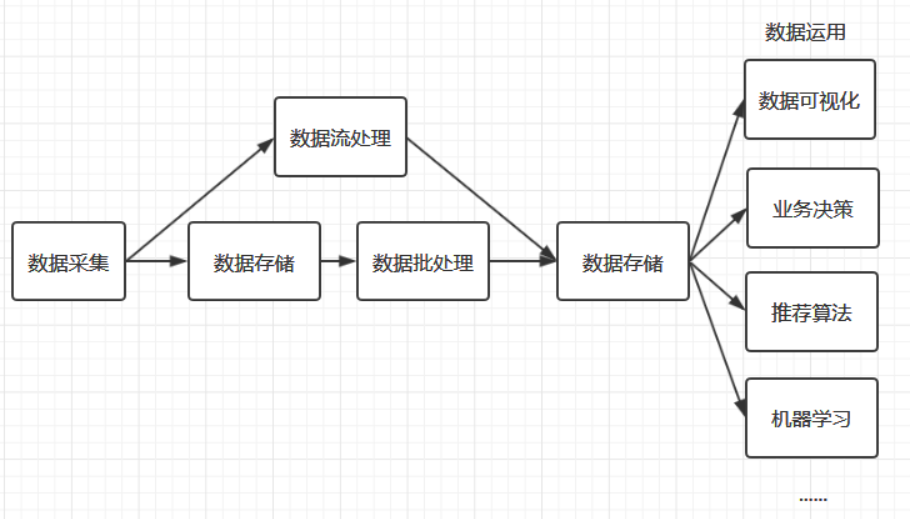 数据运用
数据可视化
数据流处理
业务决策
数据采集
数据存储
数据批处理
数据存储
推荐算法
机器学习
......